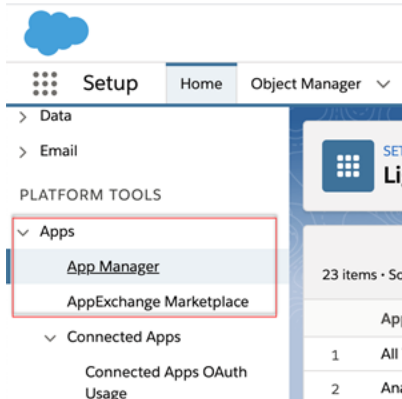 Setup
Home
Object Manager
Data
Email
PLATFORM TOOLS
Apps
App Manager
AppExchange Marketplace
Connected Apps
Connected Apps OAuth
Usage
Li
23 items
1
All
2